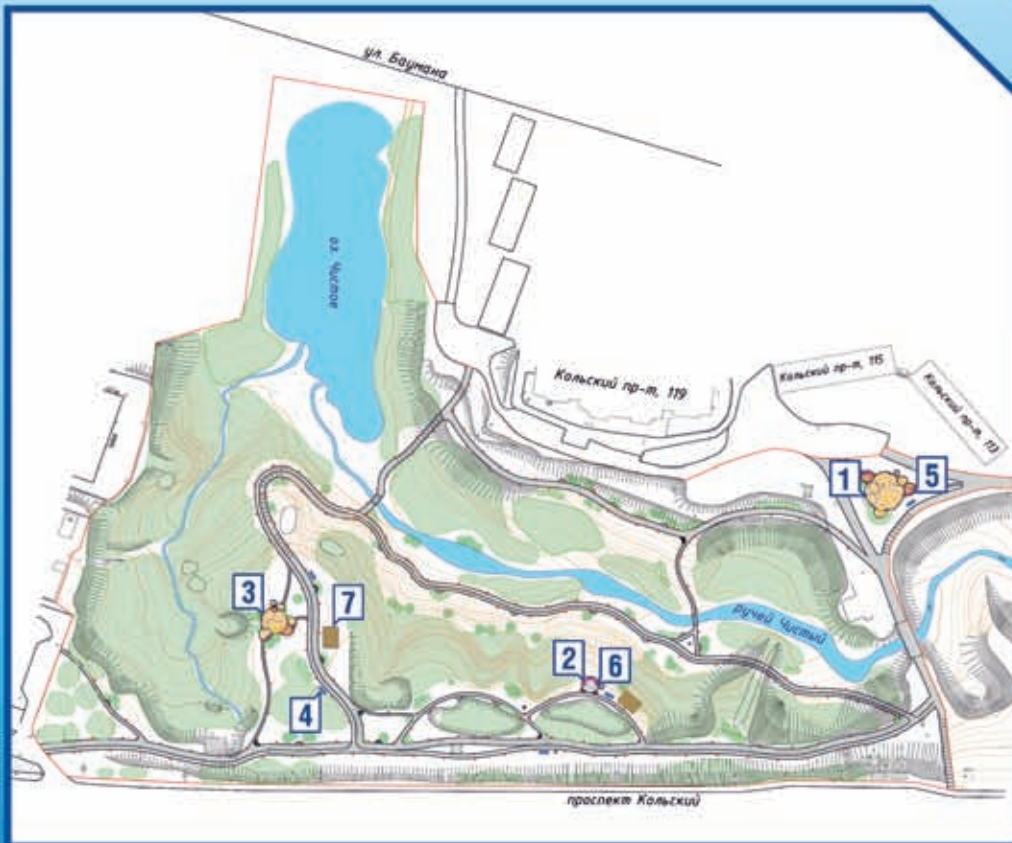 ул. Баумана
оз. Чистое
Кольский пр-т, 119
Кольский пр-т, 115
Кольский пр-т, 113
1
5
3
7
ручей Чистый
2
6
4
проспект Кольский